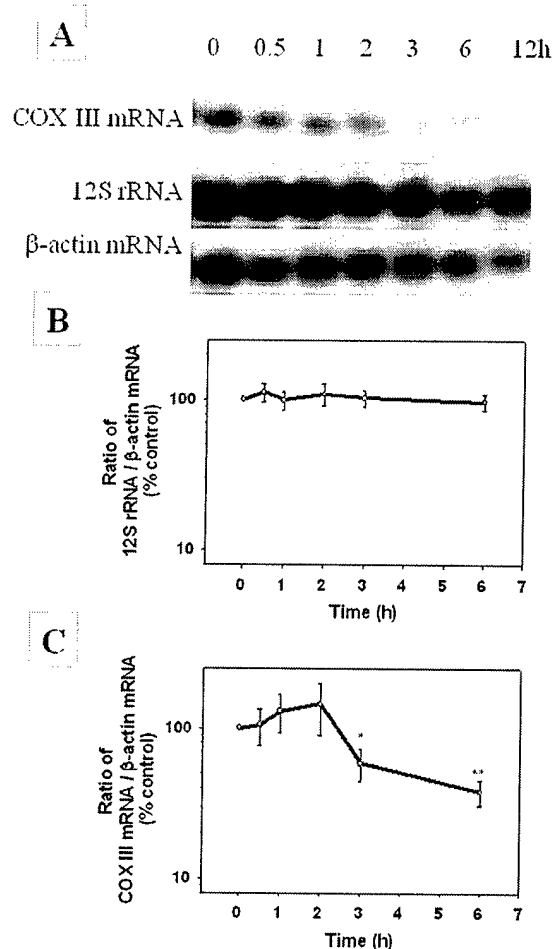 A
0 0.5 1 2 3 6 12h
COX III mRNA
12S rRNA
β-actin mRNA
B
Ratio of
12S rRNA / β-actin mRNA
(% control)
100
10
0 1 2 3 4 5 6 7
Time (h)
C
Ratio of
COX III mRNA / β-actin mRNA
(% control)
100
10
*
**
0 1 2 3 4 5 6 7
Time (h)